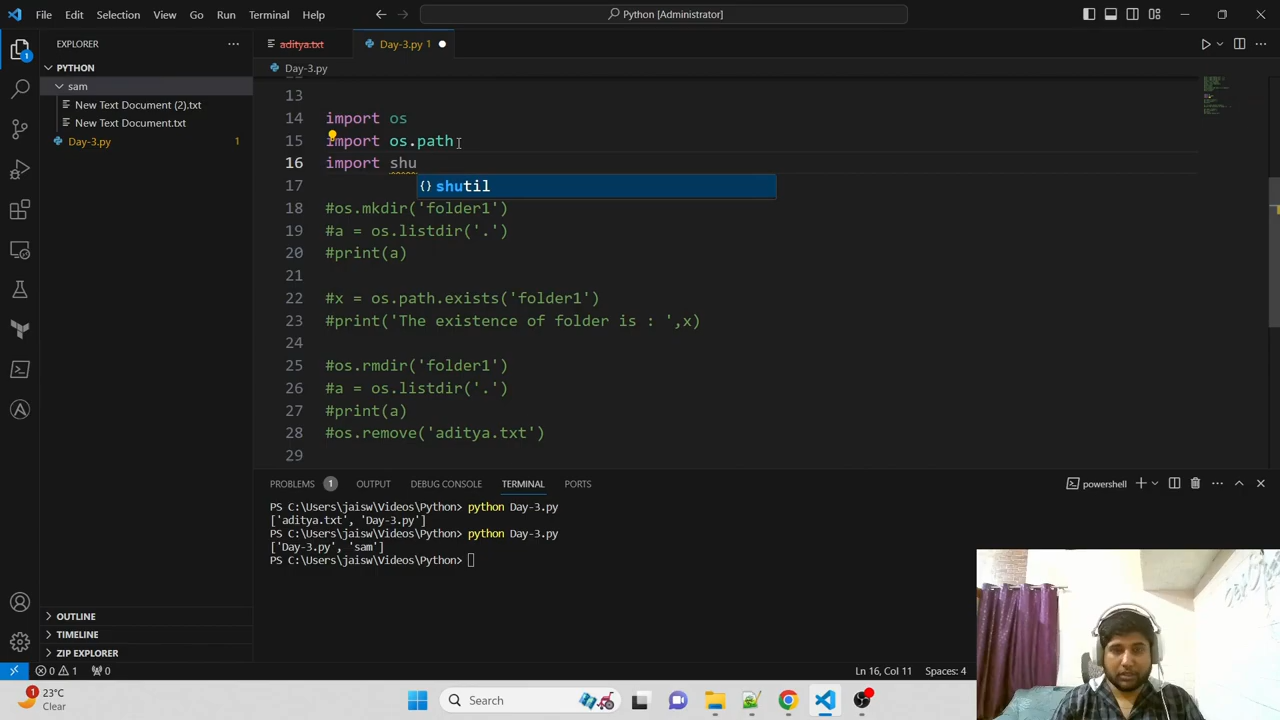 File Edit Selection View Go Run Terminal Help
Python [Administrator]
EXPLORER
aditya.txt
Day-3.py 1
PYTHON
Day-3.py
sam
New Text Document (2).txt
New Text Document.txt
Day-3.py 1
1
13
14 import os
15 import os.path
16 import shu
shutil
17
18 #os.mkdir('folder1')
19 #a = os.listdir('.')
20 #print(a)
21
22 #x = os.path.exists('folder1')
23 #print('The existence of folder is : ',x)
24
25 #os.rmdir('folder1')
26 #a = os.listdir('.')
27 #print(a)
28 #os.remove('aditya.txt')
29
PROBLEMS 1 OUTPUT DEBUG CONSOLE TERMINAL PORTS
powershell
PS C:\Users\jaisw\Videos\Python> python Day-3.py
['aditya.txt', 'Day-3.py']
PS C:\Users\jaisw\Videos\Python> python Day-3.py
['Day-3.py', 'sam']
PS C:\Users\jaisw\Videos\Python>
OUTLINE
TIMELINE
ZIP EXPLORER
0 1 0
Ln 16, Col 11 Spaces: 4
1
23°C
Clear
Search